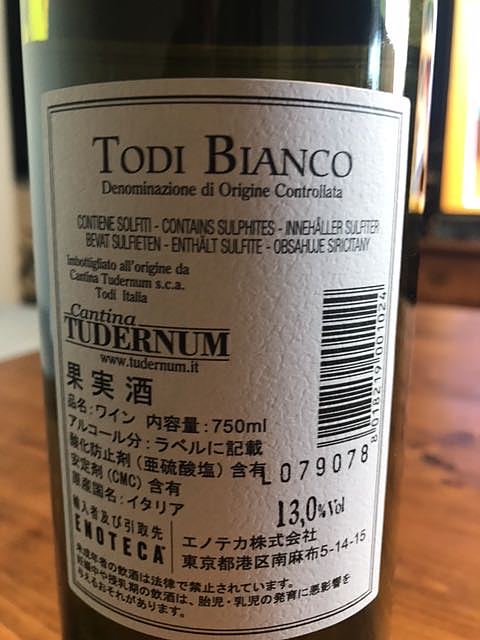 TODI BIANCO
Denominazione di Origine Controllata
CONTIENE SOLFITI - CONTAINS SULPHITES - INNEHÅLLER SULFITER
BEVAT SULFIETEN - ENTHÄLT SULFITE - OBSAHUJE SIRICITANY
Imbottigliato all'origine da
Cantina Tudernum s.c.a.
Todi Italia
Cantina
TUDERNUM
www.tudernum.it
8018219001024
果実酒
品名:ワイン 内容量:750ml
アルコール分:ラベルに記載
酸化防止剤(亜硫酸塩)含有
安定剤(CMC)含有
原産国名:イタリア
L079078
13,0%Vol
輸入者及び引取先
ENOTECA
エノテカ株式会社
東京都港区南麻布5-14-15
未成年者の飲酒は法律で禁止されています。
妊娠中や授乳期の飲酒は、胎児・乳児の発育に悪影響を
与えるおそれがあります。